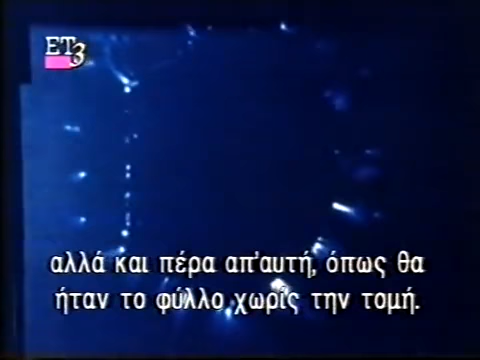 ET3
αλλά και πέρα απ'αυτή, όπως θα
ήταν το φύλλο χωρίς την τομή.